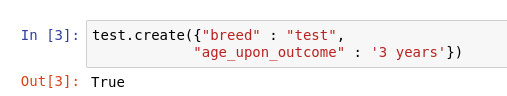 In [3]: test.create({"breed" : "test",
"age_upon_outcome" : '3 years'})
Out[3]: True